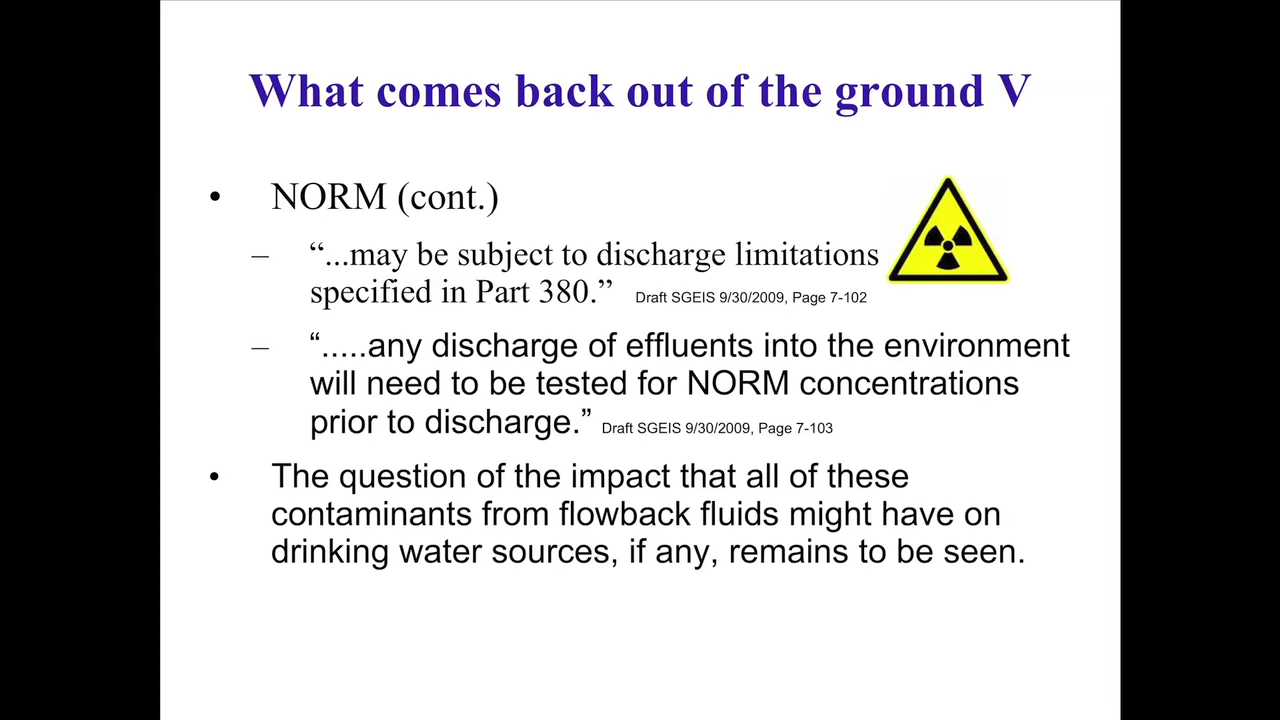 What comes back out of the ground V
• NORM (cont.)
– “...may be subject to discharge limitations
specified in Part 380.” Draft SGEIS 9/30/2009, Page 7-102
– “.....any discharge of effluents into the environment
will need to be tested for NORM concentrations
prior to discharge.” Draft SGEIS 9/30/2009, Page 7-103
• The question of the impact that all of these
contaminants from flowback fluids might have on
drinking water sources, if any, remains to be seen.